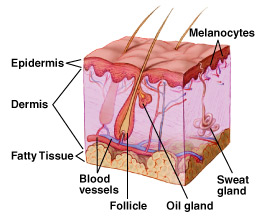 Melanocytes
Epidermis
Dermis
Fatty Tissue
Blood
vessels
Follicle
Oil gland
Sweat
gland